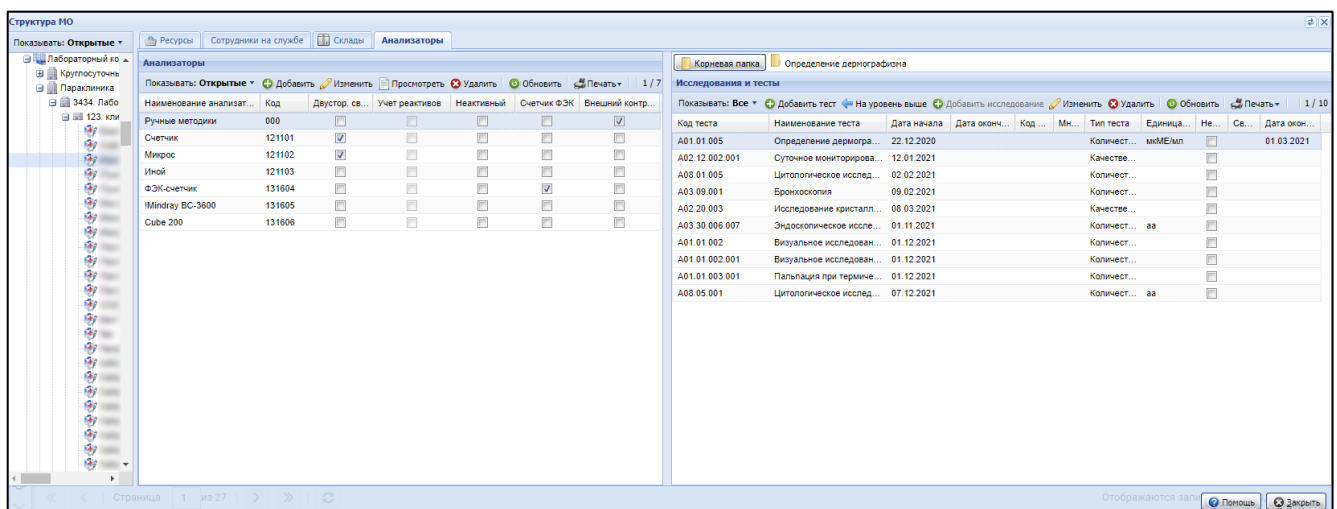 Структура МО
Показывать: Открытые
Ресурсы Сотрудники на службе Склады Анализаторы
Лабораторный ко
Круглосуточнь
Параклиника
3434. Лабо
123. кли
Анализаторы
Показывать: Открытые Добавить Изменить Просмотреть Удалить Обновить Печать 1 / 7
Наименование анализат... Код Двустор. св... Учет реактивов Неактивный Счетчик ФЭК Внешний контр...
Ручные методики 000
Счетчик 121101
Микрос 121102
Иной 121103
ФЭК-счетчик 131604
!Mindray BC-3600 131605
Cube 200 131606
Корневая папка Определение дермографизма
Исследования и тесты
Показывать: Все Добавить тест На уровень выше Добавить исследование Изменить Удалить Обновить Печать 1 / 10
Код теста Наименование теста Дата начала Дата оконч... Код ... Мн... Тип теста Единица... Не... Св... Дата окон...
A01.01.005 Определение дермогра... 22.12.2020 Количест... мкМЕ/мл 01.03.2021
A02.12.002.001 Суточное мониторирова... 12.01.2021 Качестве...
A08.01.005 Цитологическое исслед... 02.02.2021 Количест...
A03.09.001 Бронхоскопия 09.02.2021 Количест...
A02.20.003 Исследование кристалл... 08.03.2021 Качестве...
A03.30.006.007 Эндоскопическое иссле... 01.11.2021 Количест... аа
A01.01.002 Визуальное исследован... 01.12.2021 Количест...
A01.01.002.001 Визуальное исследован... 01.12.2021 Количест...
A01.01.003.001 Пальпация при термиче... 01.12.2021 Количест...
A08.05.001 Цитологическое исслед... 07.12.2021 Количест... аа
Страница 1 из 27
Отображаются запи
Помощь Закрыть